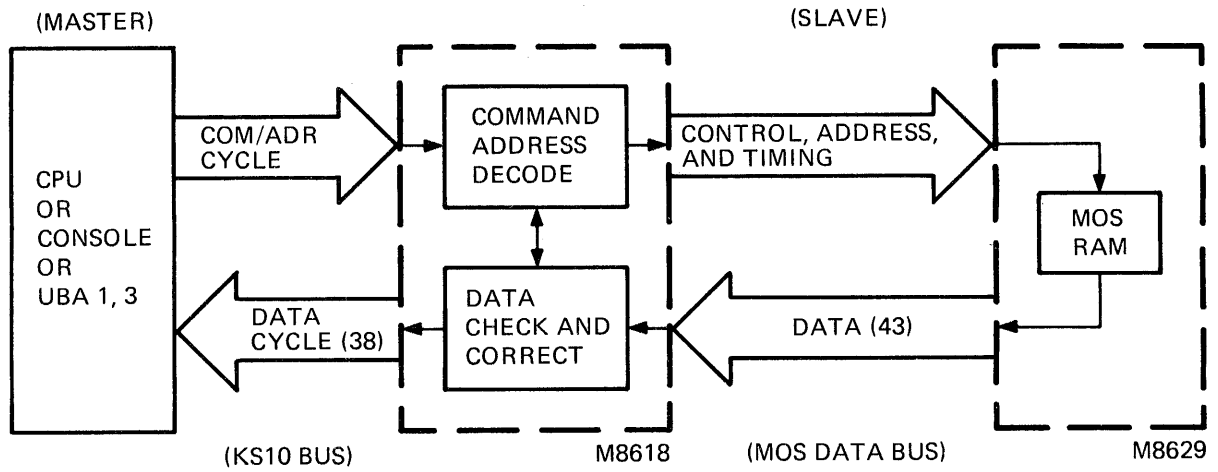 (MASTER)
(SLAVE)
CPU
OR
CONSOLE
OR
UBA 1, 3
COM/ADR
CYCLE
COMMAND
ADDRESS
DECODE
CONTROL, ADDRESS,
AND TIMING
MOS
RAM
DATA
CYCLE (38)
DATA
CHECK AND
CORRECT
DATA (43)
(KS10 BUS)
M8618
(MOS DATA BUS)
M8629